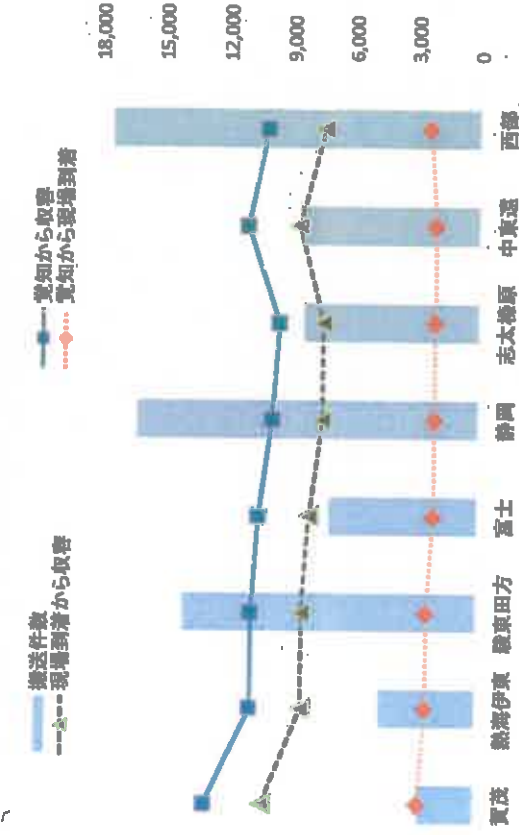 搬送件数
覚知から収容
現場到着から収容
覚知から現場到着
18,000
15,000
12,000
9,000
6,000
3,000
0
賀茂
熱海伊東
駿東田方
富士
静岡
志太榛原
中東遠
西部